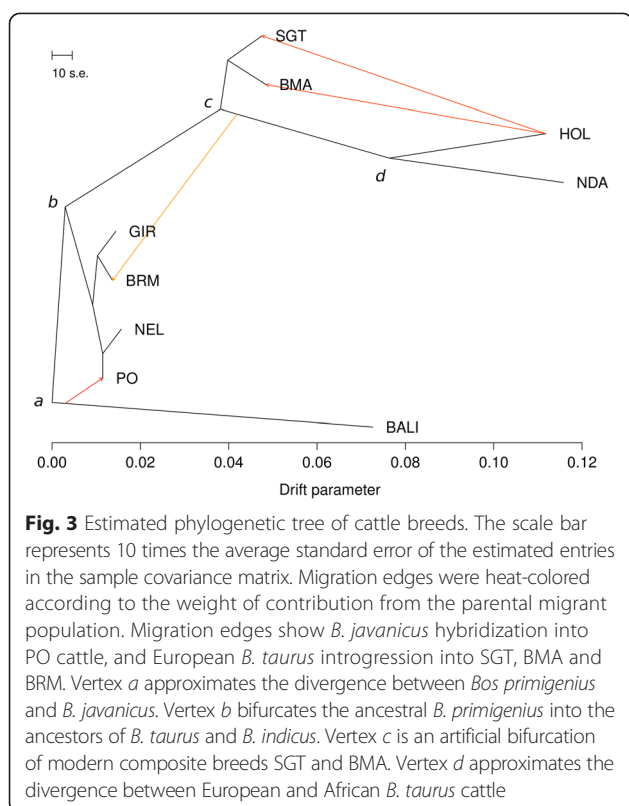 SGT
10 s.e.
BMA
c
HOL
d
NDA
b
GIR
BRM
NEL
PO
a
BALI
0.00 0.02 0.04 0.06 0.08 0.10 0.12
Drift parameter
Fig. 3 Estimated phylogenetic tree of cattle breeds. The scale bar
represents 10 times the average standard error of the estimated entries
in the sample covariance matrix. Migration edges were heat-colored
according to the weight of contribution from the parental migrant
population. Migration edges show B. javanicus hybridization into
PO cattle, and European B. taurus introgression into SGT, BMA and
BRM. Vertex a approximates the divergence between Bos primigenius
and B. javanicus. Vertex b bifurcates the ancestral B. primigenius into the
ancestors of B. taurus and B. indicus. Vertex c is an artificial bifurcation
of modern composite breeds SGT and BMA. Vertex d approximates the
divergence between European and African B. taurus cattle